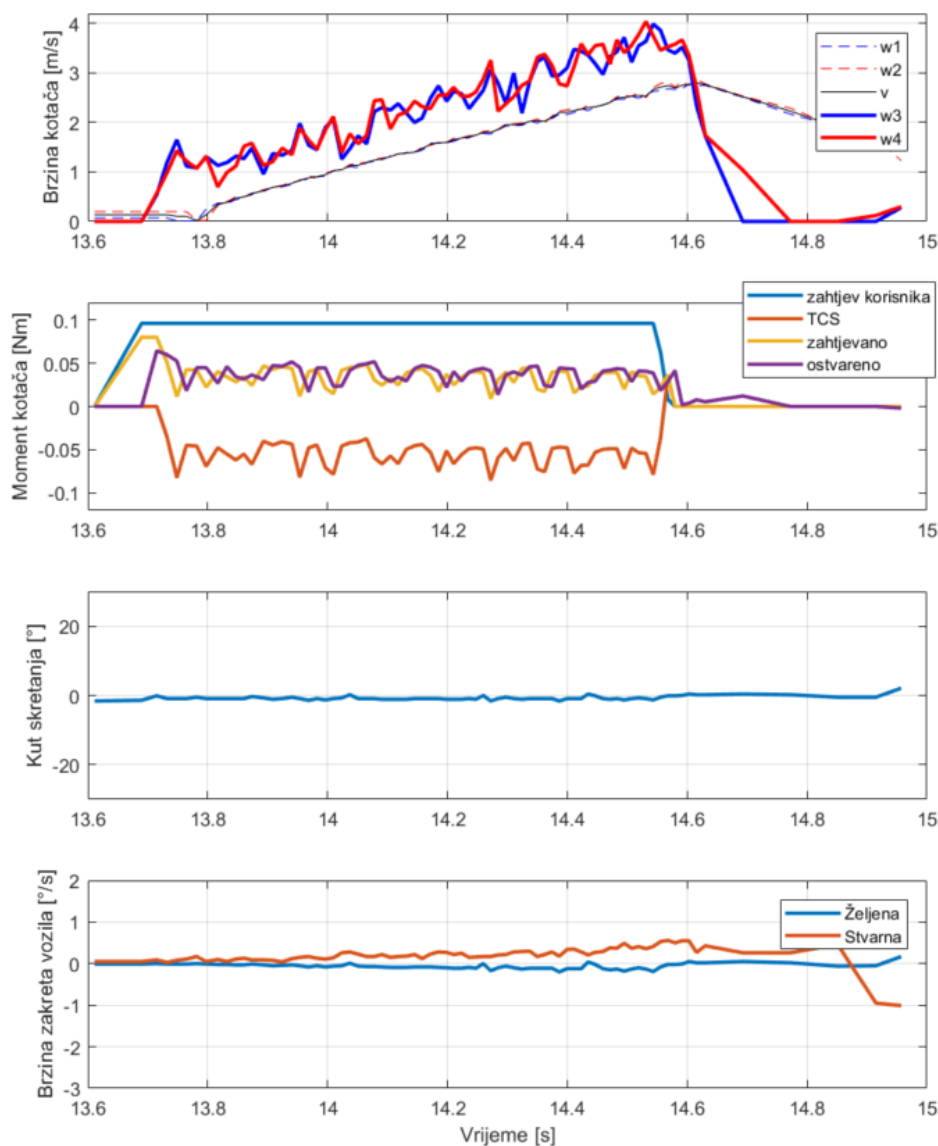 Brzina kotača [m/s]
4
3
2
1
0
w1
w2
v
w3
w4
13.6 13.8 14 14.2 14.4 14.6 14.8 15
Moment kotača [Nm]
0.1
0.05
0
-0.05
-0.1
zahtjev korisnika
TCS
zahtjevano
ostvareno
13.6 13.8 14 14.2 14.4 14.6 14.8 15
Kut skretanja [°]
20
0
-20
13.6 13.8 14 14.2 14.4 14.6 14.8 15
Brzina zakreta vozila [°/s]
2
1
0
-1
-2
-3
Željena
Stvarna
13.6 13.8 14 14.2 14.4 14.6 14.8 15
Vrijeme [s]